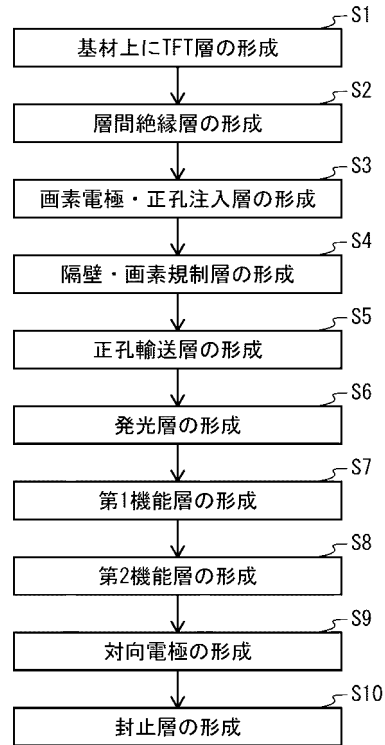 S1
基材上にTFT層の形成
S2
層間絶縁層の形成
S3
画素電極・正孔注入層の形成
S4
隔壁・画素規制層の形成
S5
正孔輸送層の形成
S6
発光層の形成
S7
第1機能層の形成
S8
第2機能層の形成
S9
対向電極の形成
S10
封止層の形成